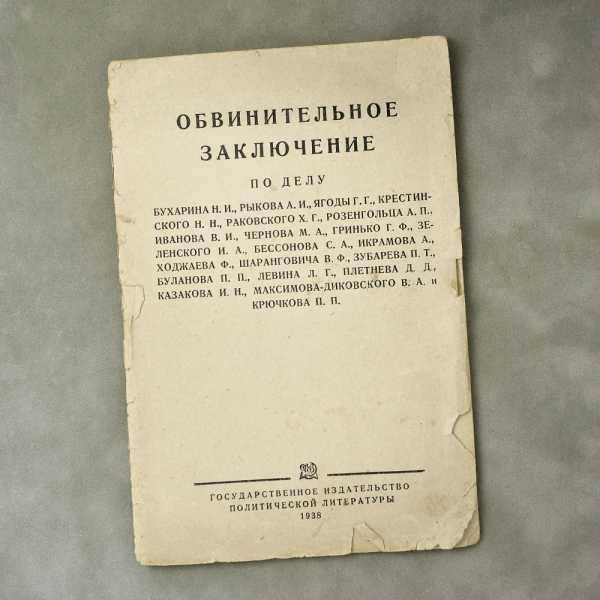 ОБВИНИТЕЛЬНОЕ
ЗАКЛЮЧЕНИЕ
ПО ДЕЛУ
БУХАРИНА Н. И., РЫКОВА А. И., ЯГОДЫ Г. Г., КРЕСТИН-
СКОГО Н. Н., РАКОВСКОГО Х. Г., РОЗЕНГОЛЬЦА А. П.,
ИВАНОВА В. И., ЧЕРНОВА М. А., ГРИНЬКО Г. Ф., ЗЕ-
ЛЕНСКОГО И. А., БЕССОНОВА С. А., ИКРАМОВА А.,
ХОДЖАЕВА Ф., ШАРАНГОВИЧА В. Ф., ЗУБАРЕВА П. Т.,
БУЛАНОВА П. П., ЛЕВИНА Л. Г., ПЛЕТНЕВА Д. Д.,
КАЗАКОВА И. Н., МАКСИМОВА-ДИКОВСКОГО В. А. и
КРЮЧКОВА П. П.
ГОСУДАРСТВЕННОЕ ИЗДАТЕЛЬСТВО
ПОЛИТИЧЕСКОЙ ЛИТЕРАТУРЫ
1938